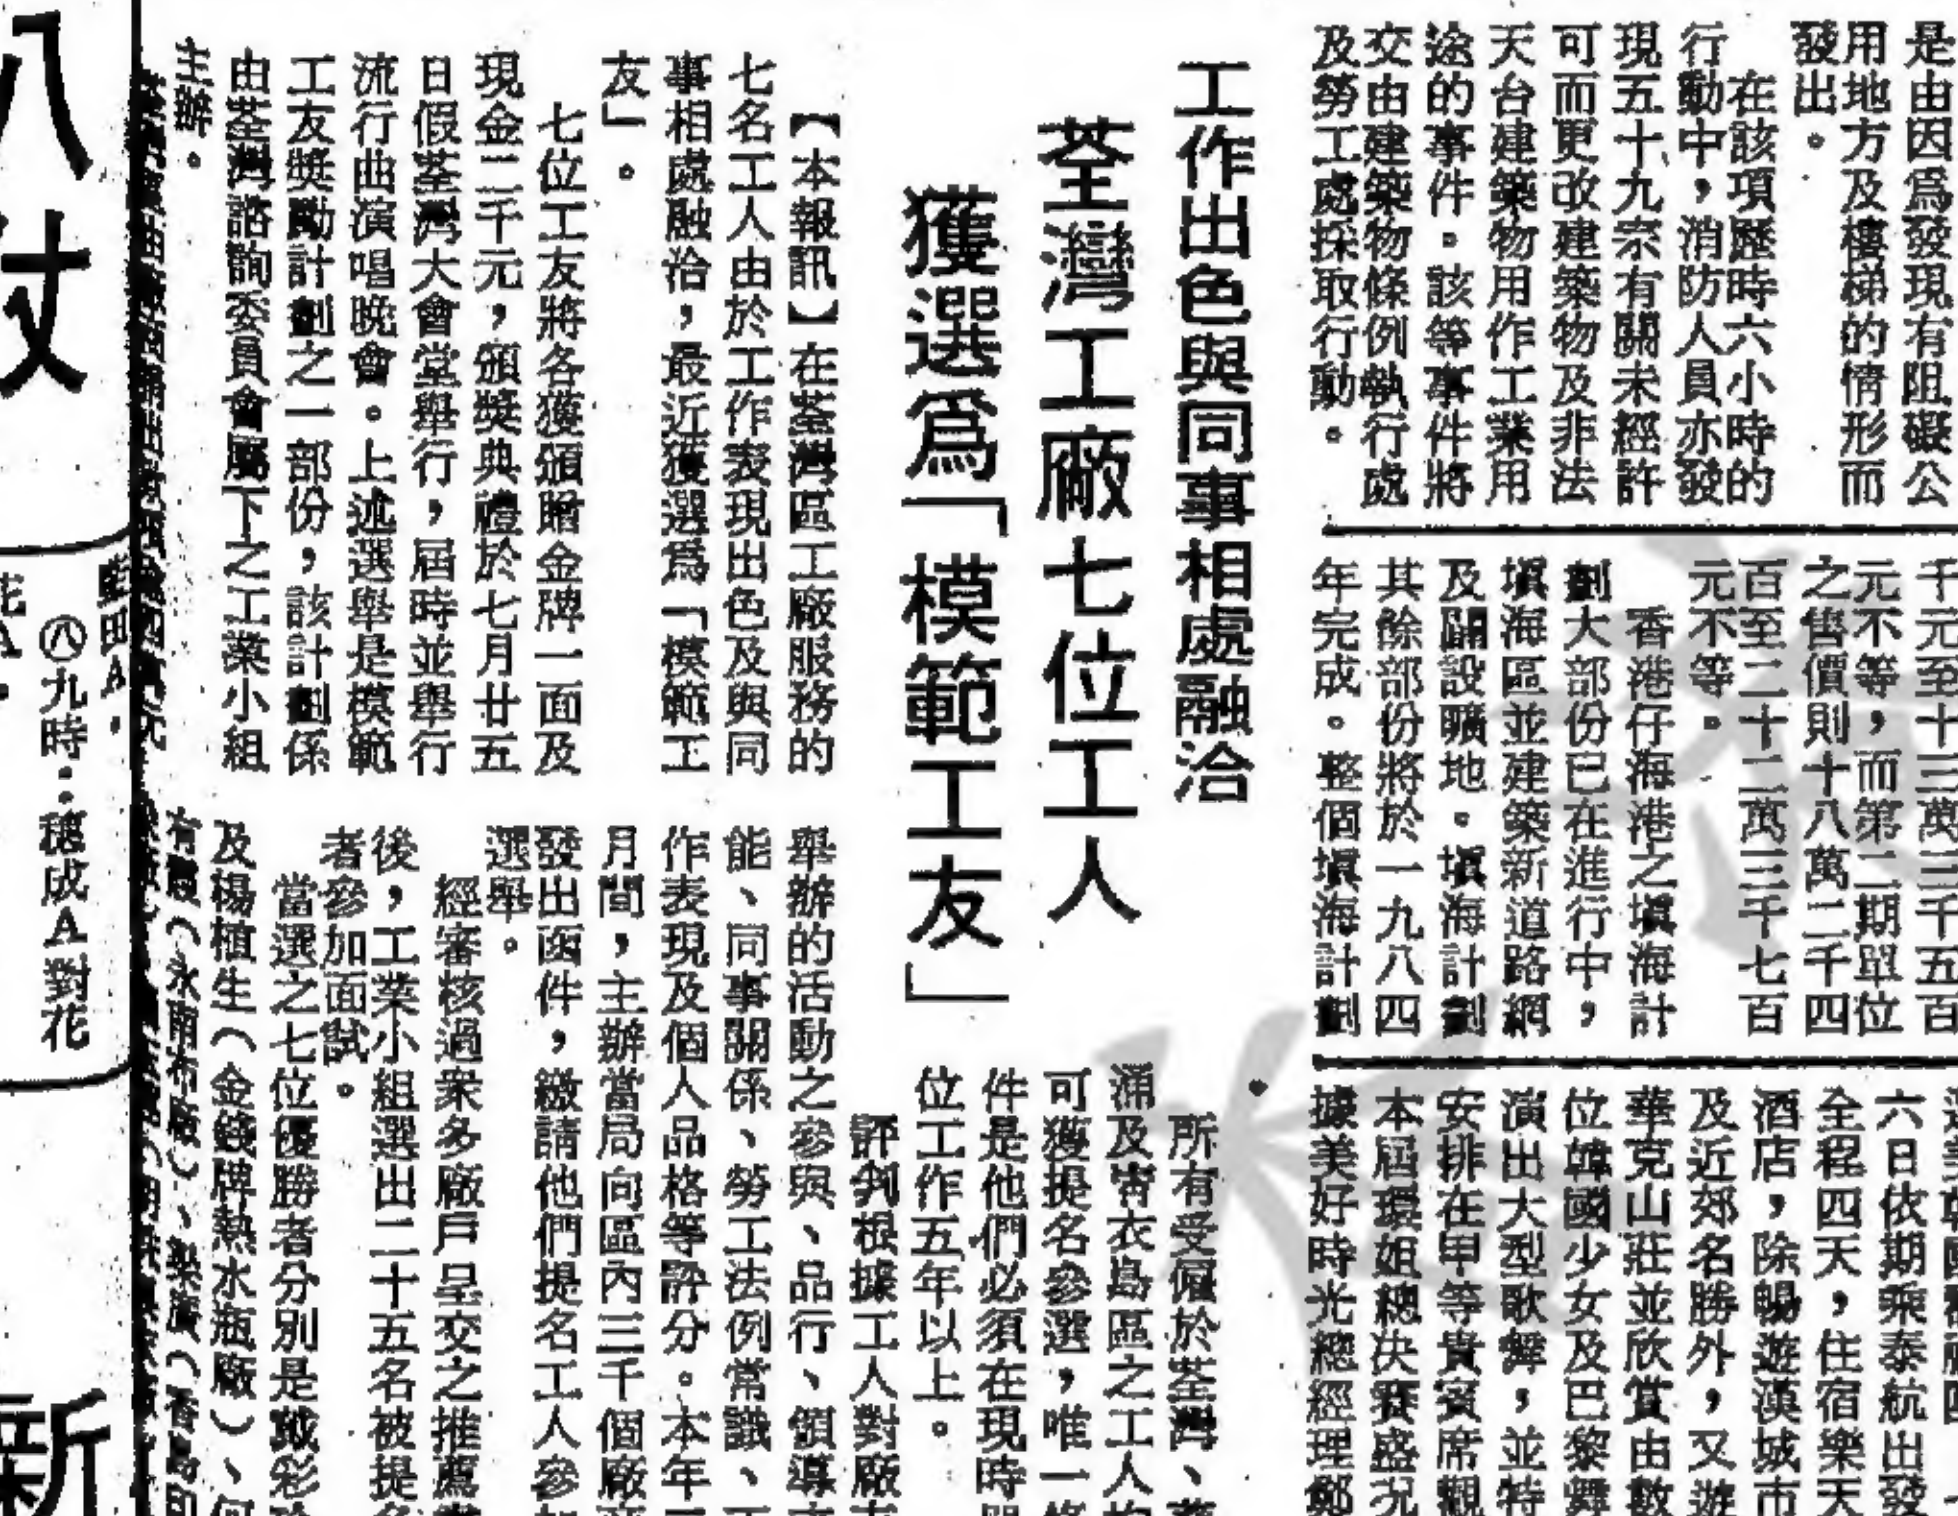 是由因爲發現有阻礙公
用地方及樓梯的情形而
發出。
在該項歷時六小時的
行動中，消防人員亦發
現五十九宗有關未經許
可而更改建築物及非法
天台建築物用作工業用
途的事件。該等事件將
交由建築物條例執行處
及勞工處採取行動。
千元至十三萬三千五百
元不等，而第二期單位
之售價則十八萬二千四
百至二十二萬三千七百
元不等。
香港仔海港之塡海計
劃大部份已在進行中，
塡海區並建築新道路網
及闢設曠地。塡海計劃
其餘部份將於一九八四
年完成。整個塡海計劃
六日依期乘泰航出發
全程四天，住宿樂天
酒店，除暢遊漢城市
及近郊名勝外，又遊
華克山莊並欣賞由數
位韓國少女及巴黎舞
演出大型歌舞，並特
安排在甲等貴賓席觀
本屆環姐總決賽盛況
據美好時光總經理鄭
工作出色與同事相處融洽
荃灣工廠七位工人
獲選爲「模範工友」
【本報訊】在荃灣區工廠服務的
七名工人由於工作表現出色及與同
事相處融洽，最近獲選爲「模範工
友」。
七位工友將各獲頒贈金牌一面及
現金二千元，頒獎典禮於七月廿五
日假荃灣大會堂舉行，屆時並舉行
流行曲演唱晚會。上述選舉是模範
工友獎勵計劃之一部份，該計劃係
由荃灣諮詢委員會屬下之工業小組
主辦。
所有受僱於荃灣、葵
涌及青衣島區之工人均
可獲提名參選，唯一條
件是他們必須在現時單
位工作五年以上。
評判根據工人對廠方
舉辦的活動之參與、品行、領導才
能、同事關係、勞工法例常識、工
作表現及個人品格等評分。本年三
月間，主辦當局向區內三千個廠商
發出函件，邀請他們提名工人參加
選舉。
經審核過衆多廠戶呈交之推薦書
後，工業小組選出二十五名被提名
者參加面試。
當選之七位優勝者分別是戴彩珍
及楊植生（金錢牌熱水瓶廠）、何
八仗
㊇九時：穗成A對花
新